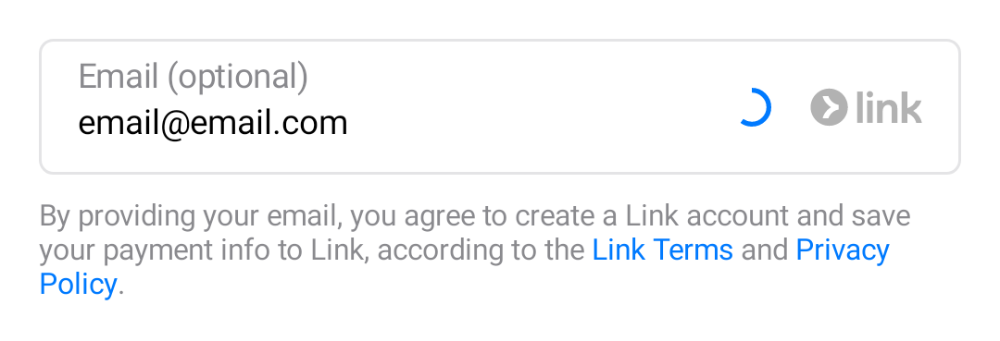 Email (optional)
email@email.com
link
By providing your email, you agree to create a Link account and save
your payment info to Link, according to the Link Terms and Privacy
Policy.